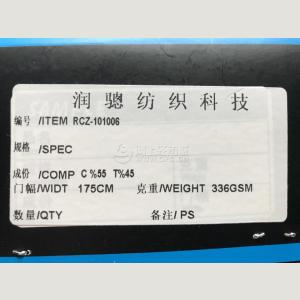 润骢纺织科技
编号 /ITEM RCZ-101006
规格 /SPEC
成份 /COMP C %55 T%45
门幅/WIDT 175CM 克重/WEIGHT 336GSM
数量/QTY 备注/PS